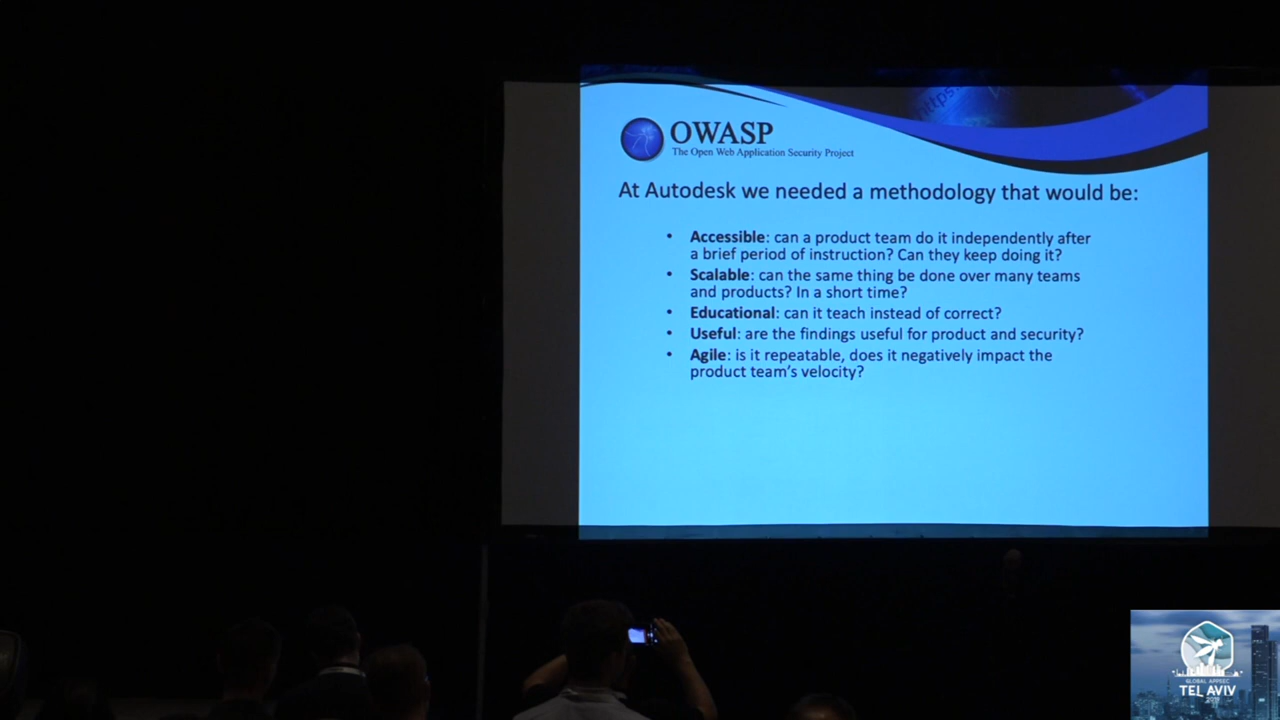 https:
OWASP
The Open Web Application Security Project
At Autodesk we needed a methodology that would be:
• Accessible: can a product team do it independently after
a brief period of instruction? Can they keep doing it?
• Scalable: can the same thing be done over many teams
and products? In a short time?
• Educational: can it teach instead of correct?
• Useful: are the findings useful for product and security?
• Agile: is it repeatable, does it negatively impact the
product team's velocity?
GLOBAL APPSEC
TEL AVIV